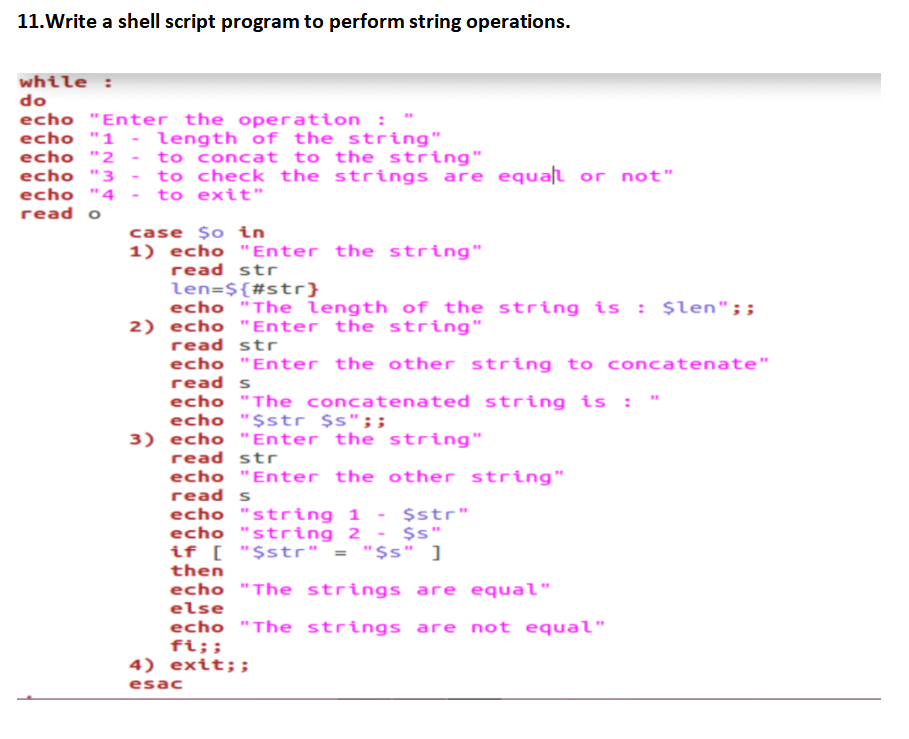 11.Write a shell script program to perform string operations.
while :
do
echo "Enter the operation : "
echo "1 - length of the string"
echo "2 - to concat to the string"
echo "3 - to check the strings are equal or not"
echo "4 - to exit"
read o
case $o in
1) echo "Enter the string"
read str
len=${#str}
echo "The length of the string is : $len";;
2) echo "Enter the string"
read str
echo "Enter the other string to concatenate"
read s
echo "The concatenated string is : "
echo "$str $s";;
3) echo "Enter the string"
read str
echo "Enter the other string"
read s
echo "string 1 - $str"
echo "string 2 - $s"
if [ "$str" = "$s" ]
then
echo "The strings are equal"
else
echo "The strings are not equal"
fi;;
4) exit;;
esac